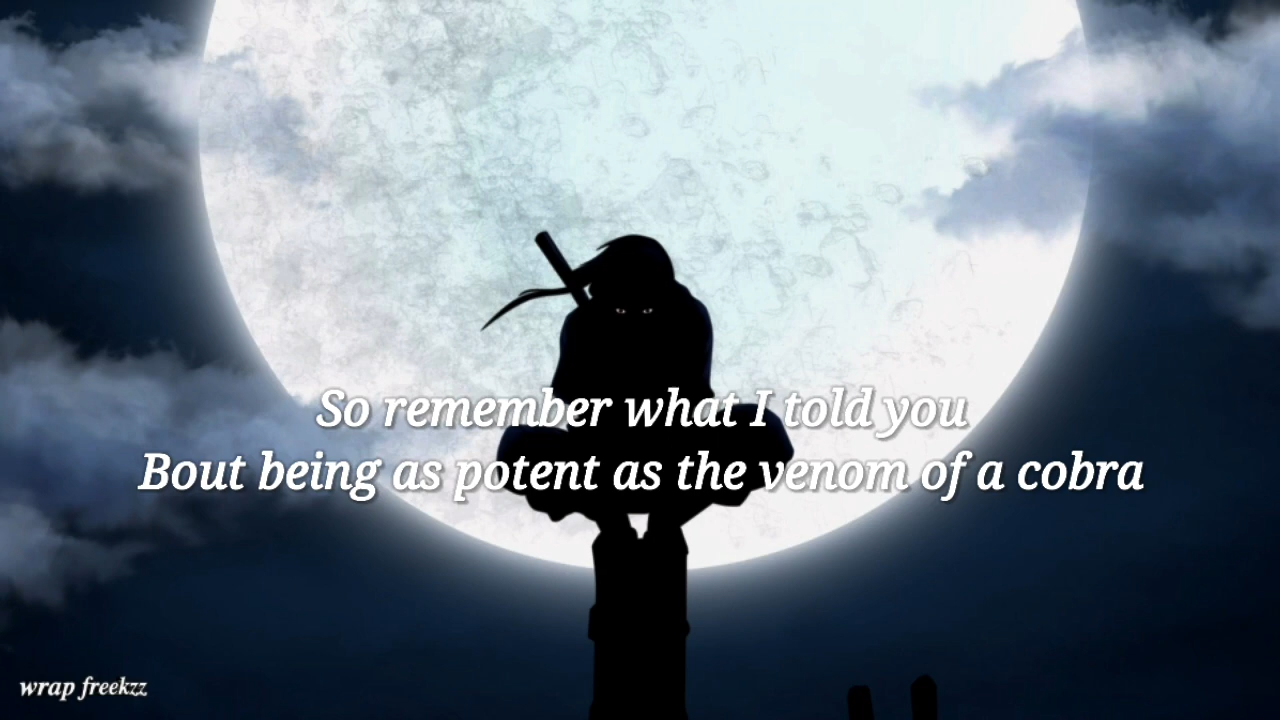 So remember what I told you
Bout being as potent as the venom of a cobra
wrap freekzz